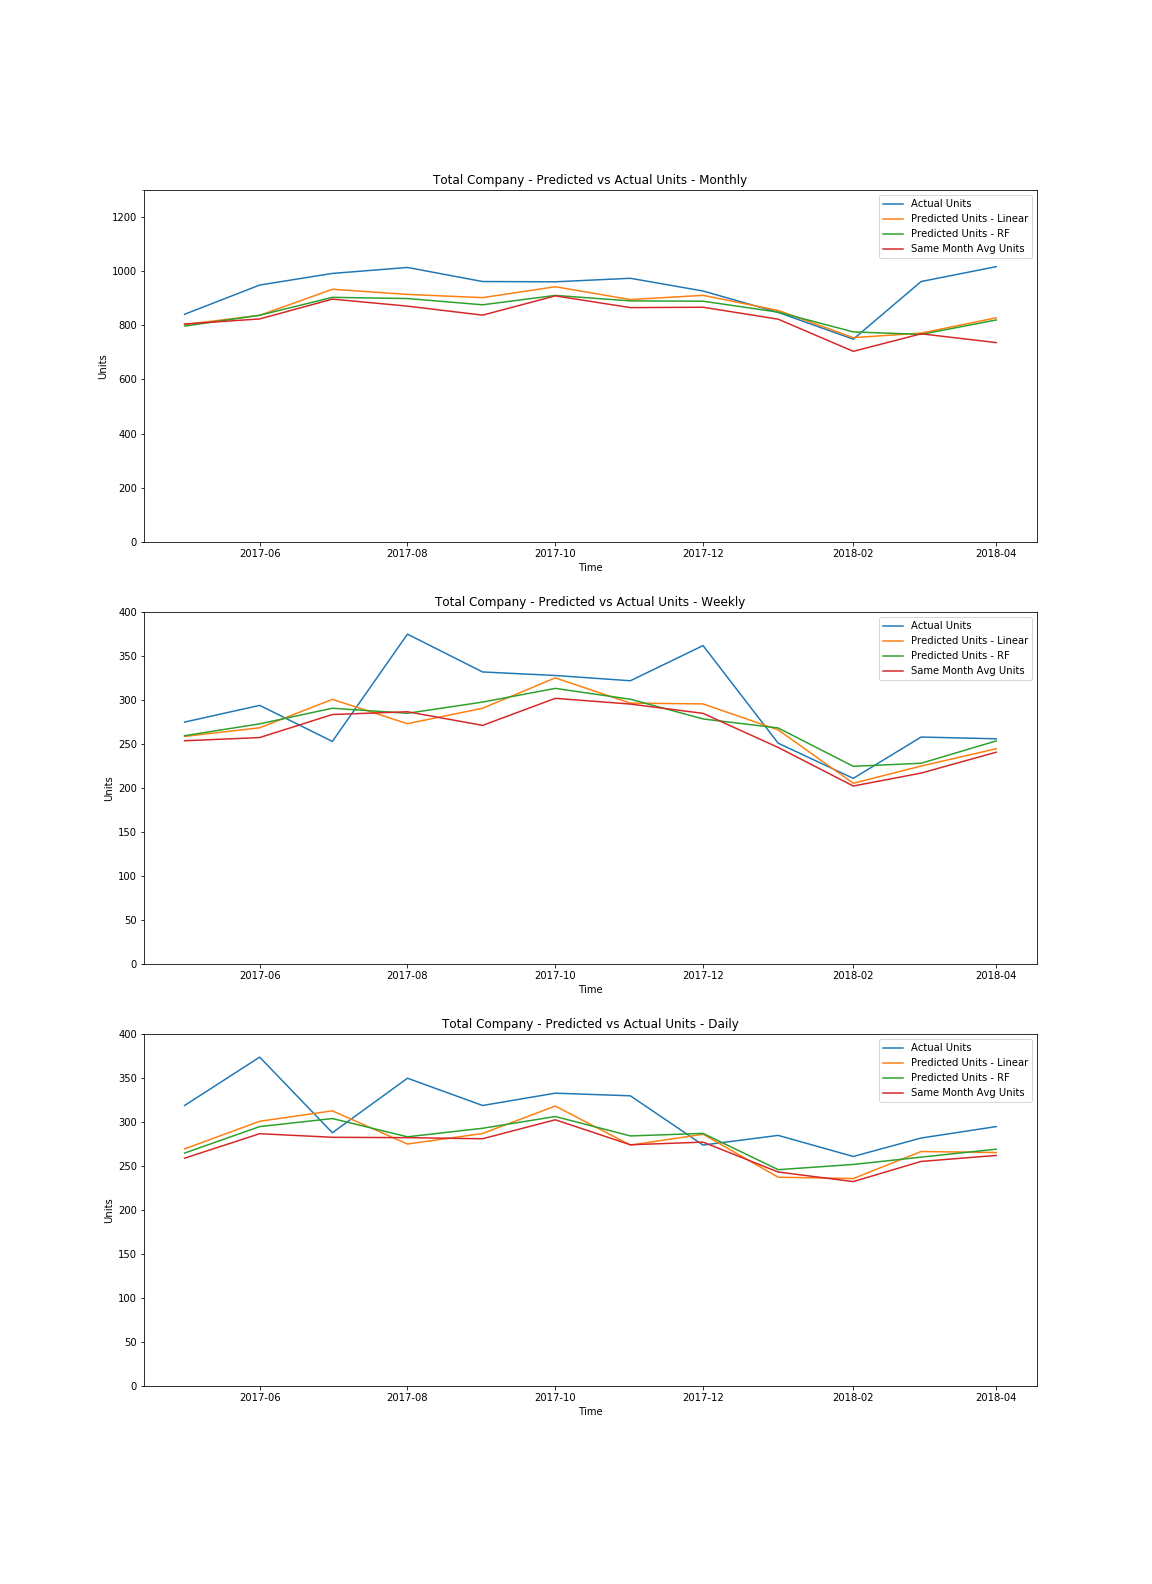 Total Company - Predicted vs Actual Units - Monthly
Actual Units
Predicted Units - Linear
Predicted Units - RF
Same Month Avg Units
1200
1000
800
600
400
200
0
Units
2017-06 2017-08 2017-10 2017-12 2018-02 2018-04
Time
Total Company - Predicted vs Actual Units - Weekly
Actual Units
Predicted Units - Linear
Predicted Units - RF
Same Month Avg Units
400
350
300
250
200
150
100
50
0
Units
2017-06 2017-08 2017-10 2017-12 2018-02 2018-04
Time
Total Company - Predicted vs Actual Units - Daily
Actual Units
Predicted Units - Linear
Predicted Units - RF
Same Month Avg Units
400
350
300
250
200
150
100
50
0
Units
2017-06 2017-08 2017-10 2017-12 2018-02 2018-04
Time